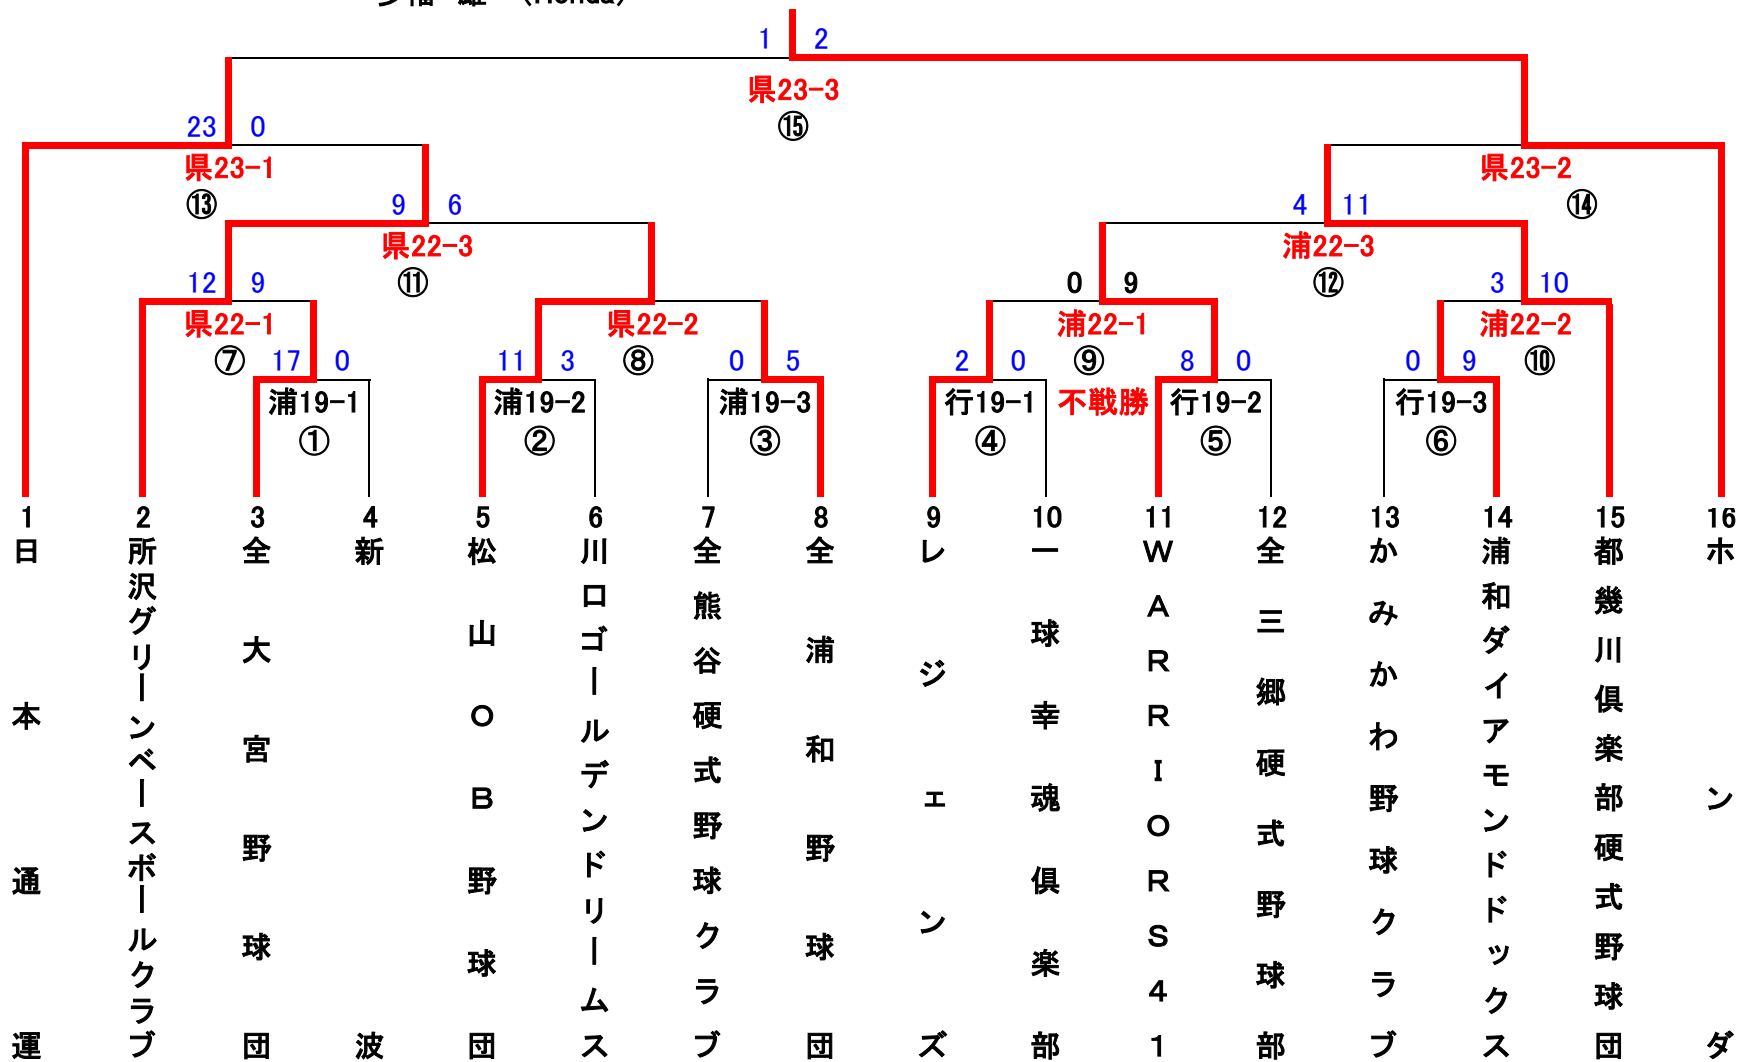 (Honda)
1 2
県23-3
⑮
23 0
県23-1
⑬
県23-2
⑭
9 6
県22-3
⑪
4 11
浦22-3
⑫
12 9
県22-1
⑦
県22-2
⑧
0 9
浦22-1
⑨
不戦勝
3 10
浦22-2
⑩
17 0
浦19-1
①
11 3
浦19-2
②
0 5
浦19-3
③
2 0
行19-1
④
8 0
行19-2
⑤
0 9
行19-3
⑥
1 日本通運
2 所沢グリーンベースボールクラブ
3 全大宮野球団
4 新波
5 松山OB野球団
6 川口ゴールデンドリームス
7 全熊谷硬式野球クラブ
8 全浦和野球団
9 レジェンズ
10 一球幸魂倶楽部
11 WARRIORS41
12 全三郷硬式野球部
13 かみかわ野球クラブ
14 浦和ダイアモンドドックス
15 都幾川倶楽部硬式野球団
16 ホンダ